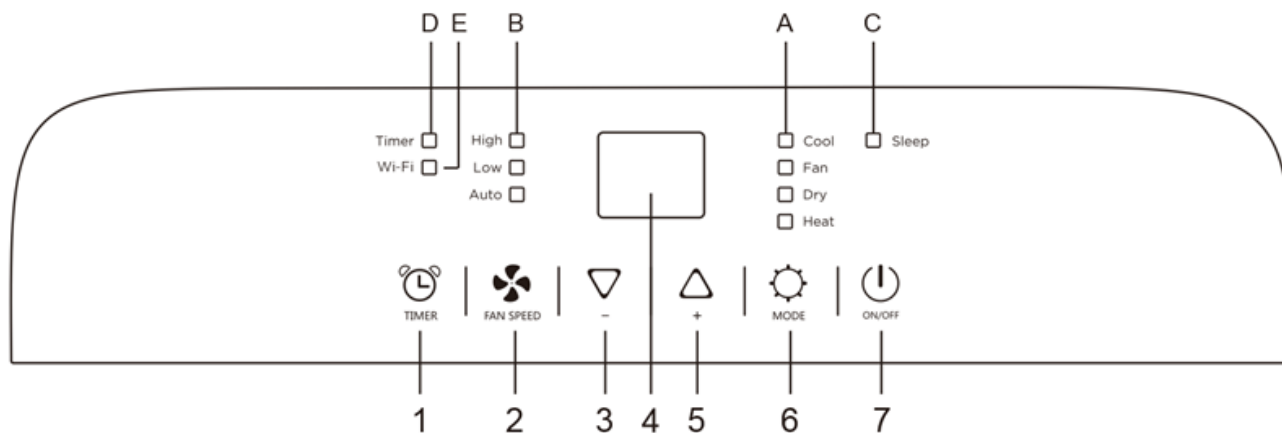 D E B A C
Timer High Cool Sleep
Wi-Fi Low Fan
Auto Dry
Heat
TIMER FAN SPEED − + MODE ON/OFF
1 2 3 4 5 6 7